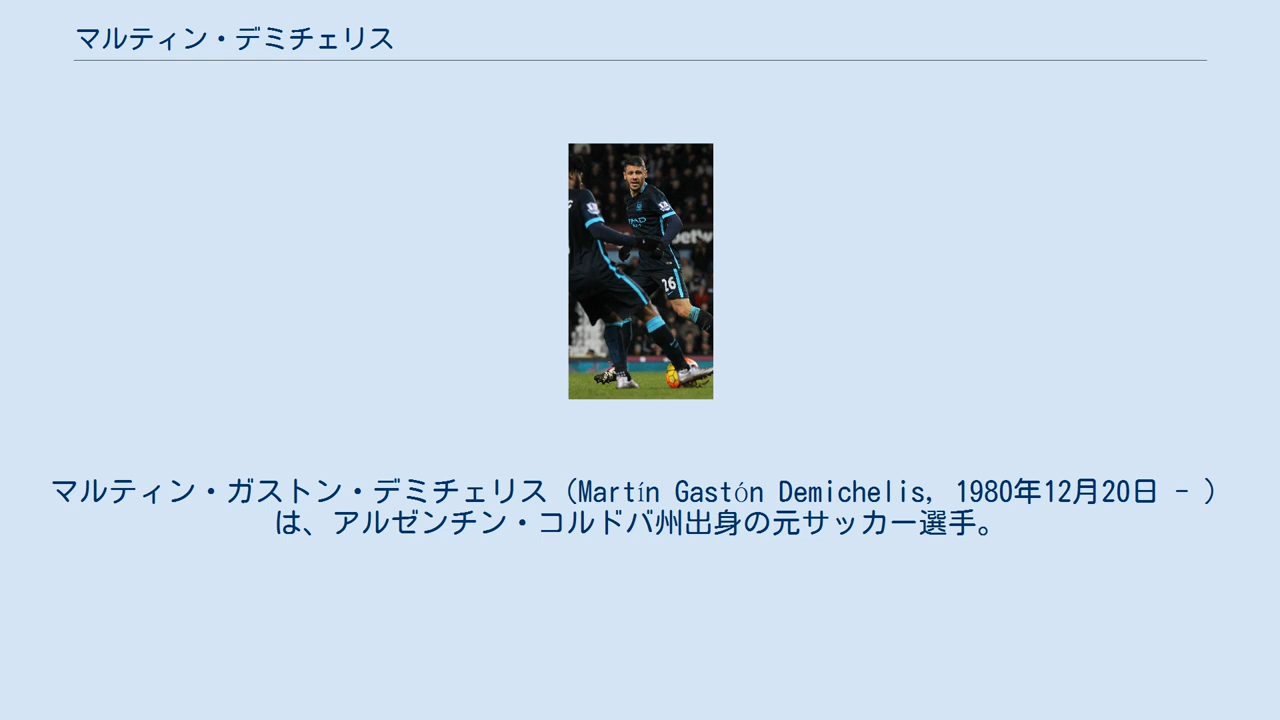 マルティン・デミチェリス
26
マルティン・ガストン・デミチェリス（Martín Gastón Demichelis, 1980年12月20日 - ）
は、アルゼンチン・コルドバ州出身の元サッカー選手。